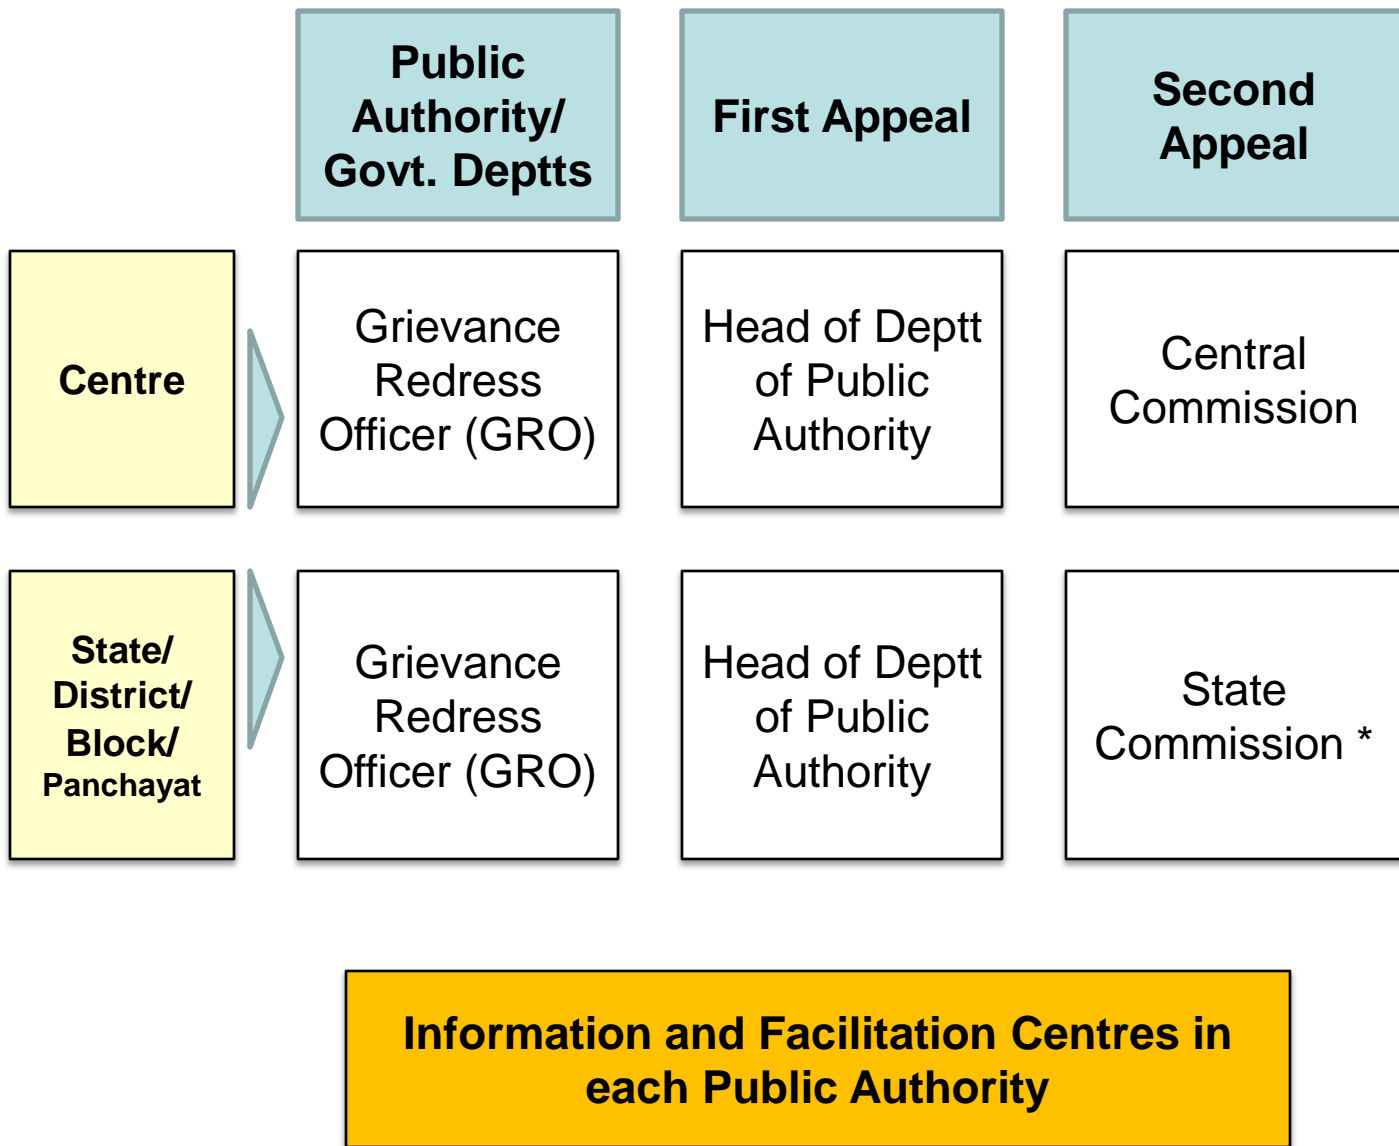 Public
Authority/
Govt. Deptts
First Appeal
Second
Appeal
Centre
Grievance
Redress
Officer (GRO)
Head of Deptt
of Public
Authority
Central
Commission
State/
District/
Block/
Panchayat
Grievance
Redress
Officer (GRO)
Head of Deptt
of Public
Authority
State
Commission *
Information and Facilitation Centres in
each Public Authority